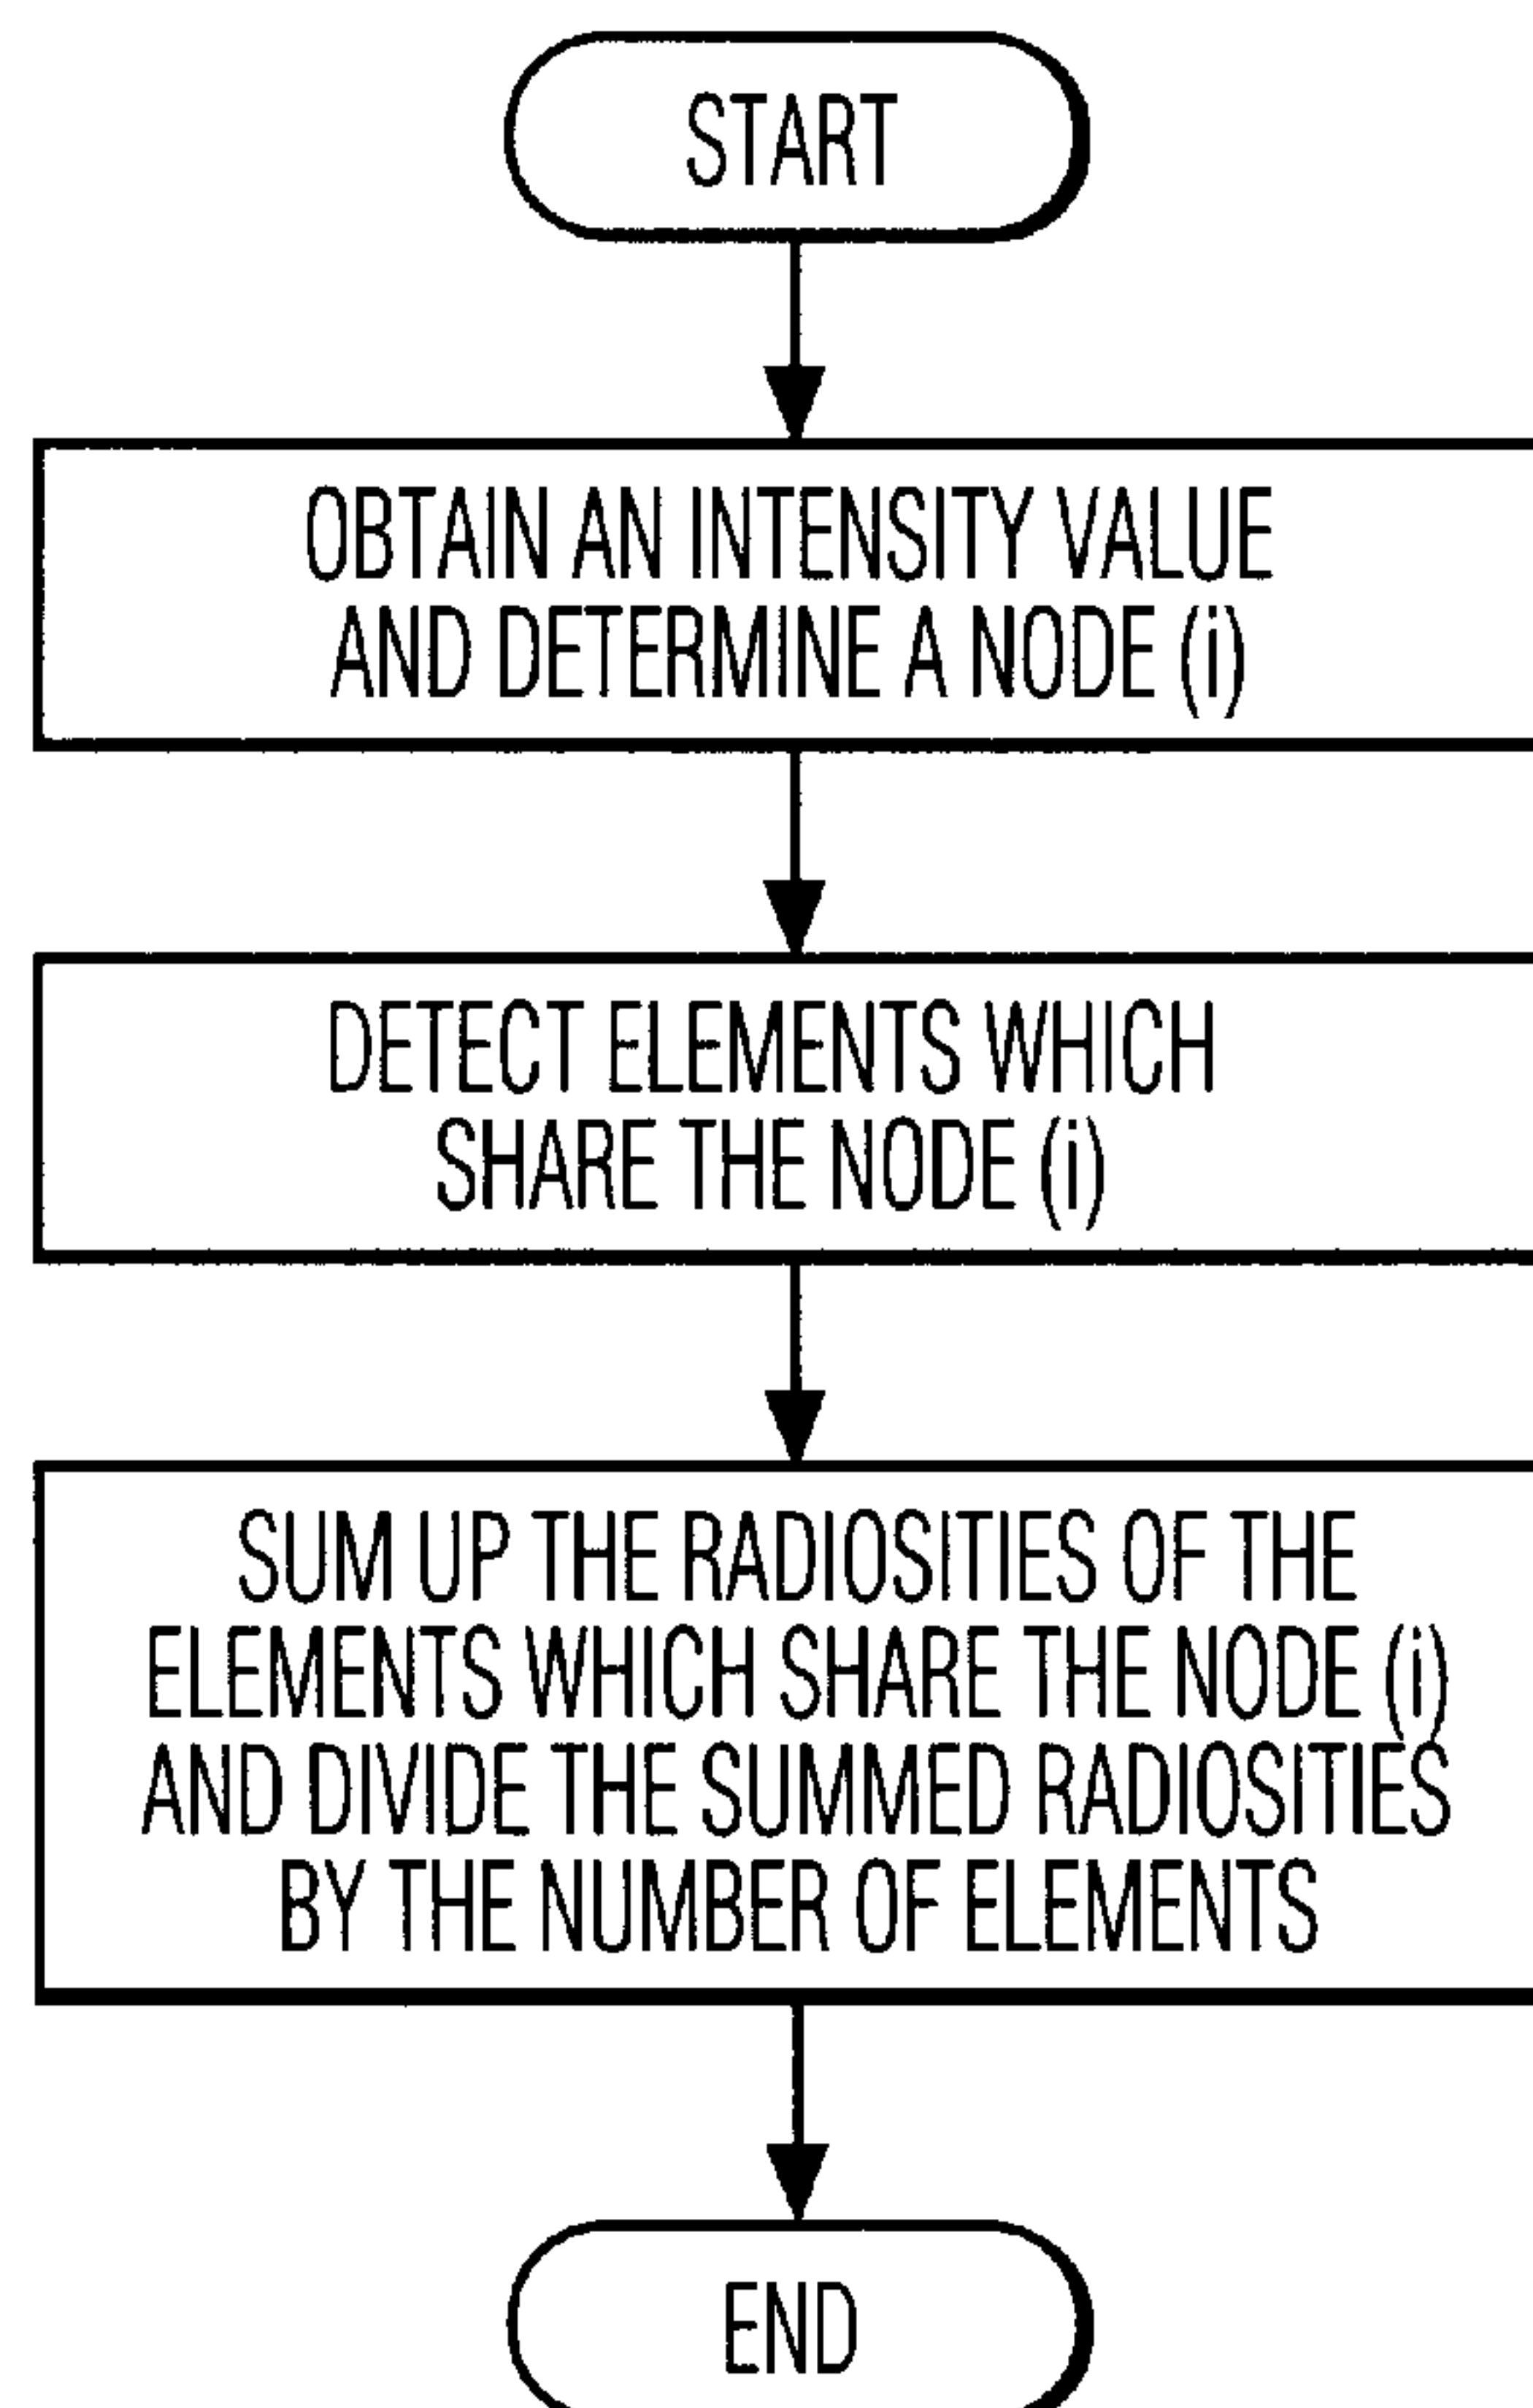 START
OBTAIN AN INTENSITY VALUE
AND DETERMINE A NODE (i)
DETECT ELEMENTS WHICH
SHARE THE NODE (i)
SUM UP THE RADIOSITIES OF THE
ELEMENTS WHICH SHARE THE NODE (i)
AND DIVIDE THE SUMMED RADIOSITIES
BY THE NUMBER OF ELEMENTS
END